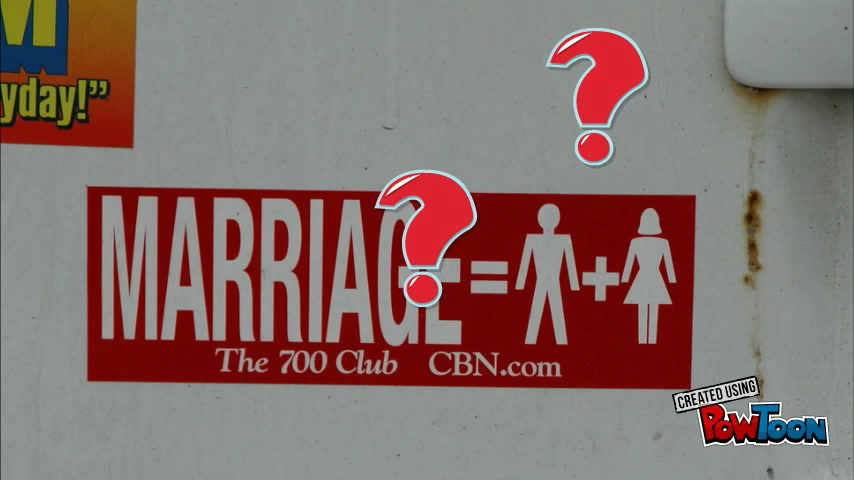 M
yday!”
MARRIAGE = +
The 700 Club CBN.com
? ?
CREATED USING
POWTOON